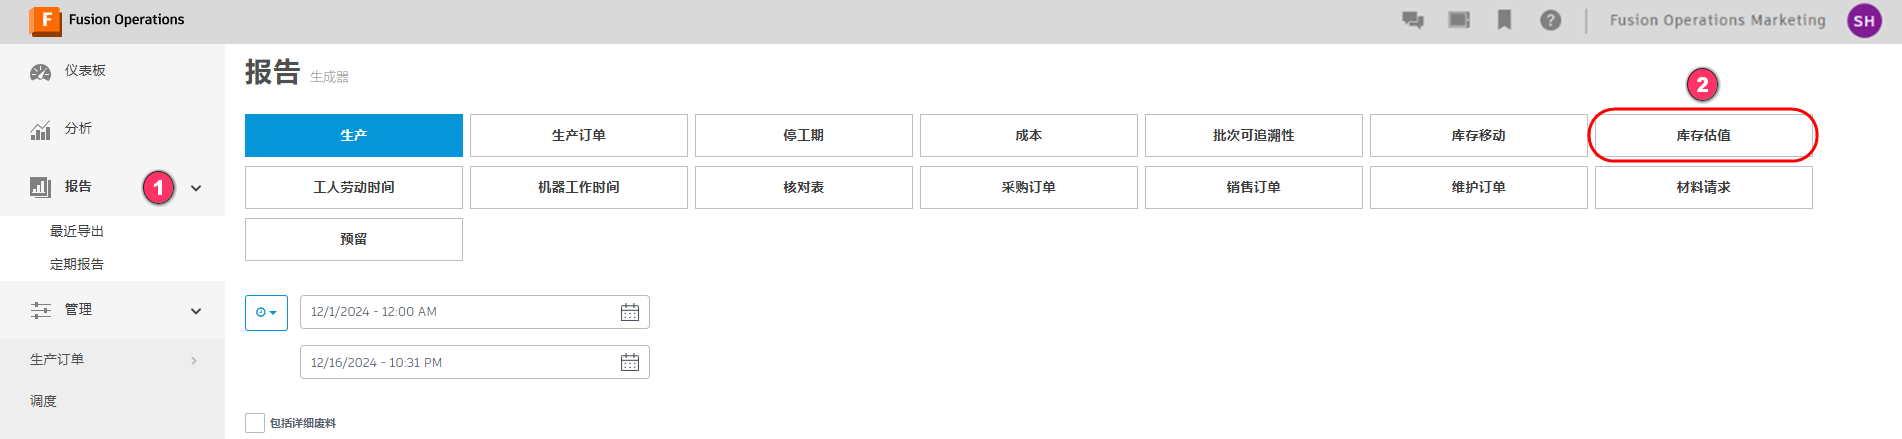 F Fusion Operations
Fusion Operations Marketing SH
仪表板
分析
报告 1
最近导出
定期报告
管理
生产订单
调度
报告 生成器
2
生产 生产订单 停工期 成本 批次可追溯性 库存移动 库存估值
工人劳动时间 机器工作时间 核对表 采购订单 销售订单 维护订单 材料请求
预留
12/1/2024 - 12:00 AM
12/16/2024 - 10:31 PM
包括详细废料